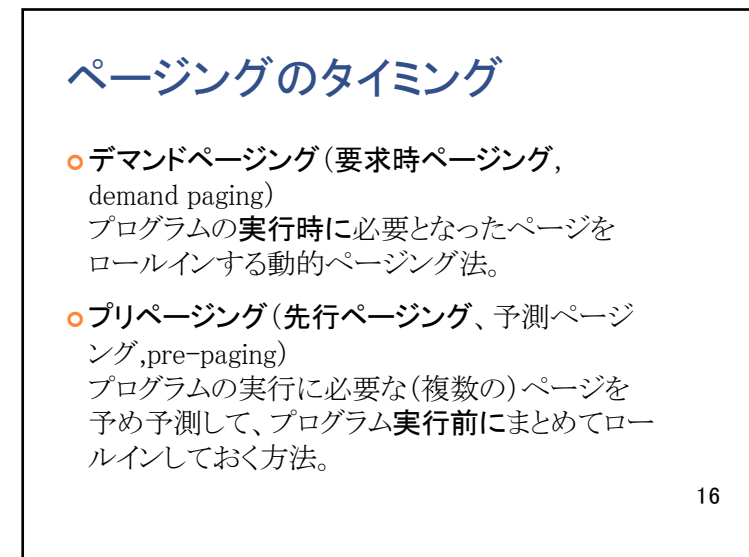 ページングのタイミング
デマンドページング(要求時ページング,
demand paging)
プログラムの実行時に必要となったページを
ロールインする動的ページング法。
プリページング(先行ページング、予測ページ
ング,pre-paging)
プログラムの実行に必要な(複数の)ページを
予め予測して、プログラム実行前にまとめてロー
ルインしておく方法。
16